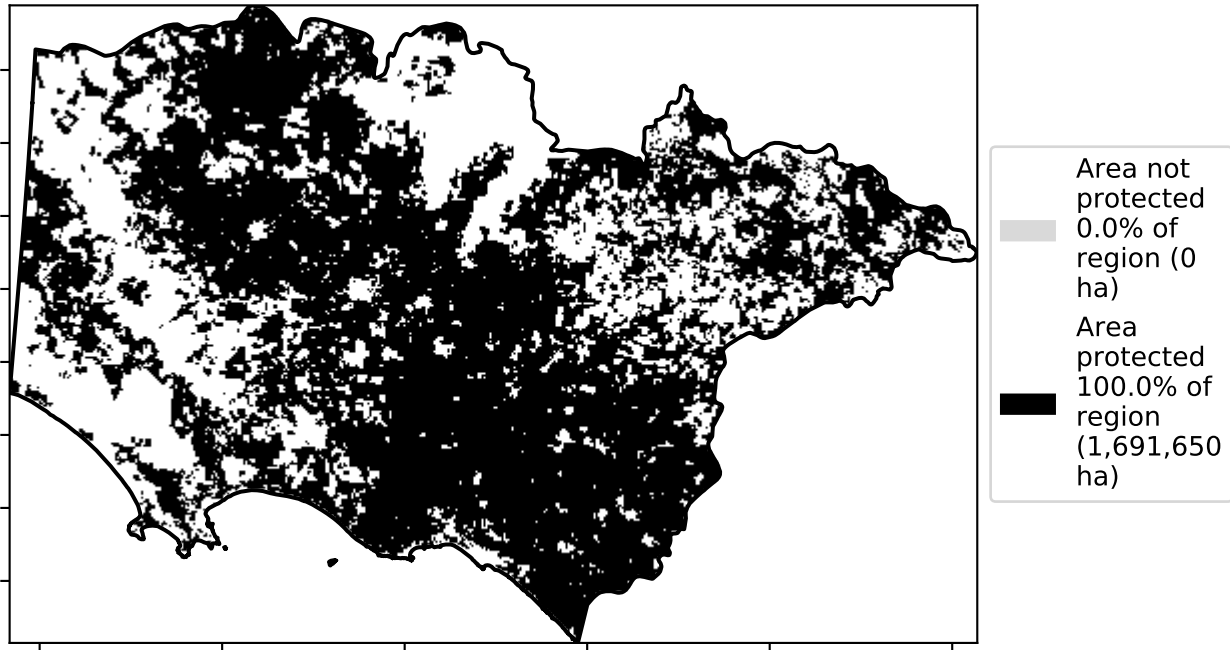 Area not
protected
0.0% of
region (0
ha)
Area
protected
100.0% of
region
(1,691,650
ha)